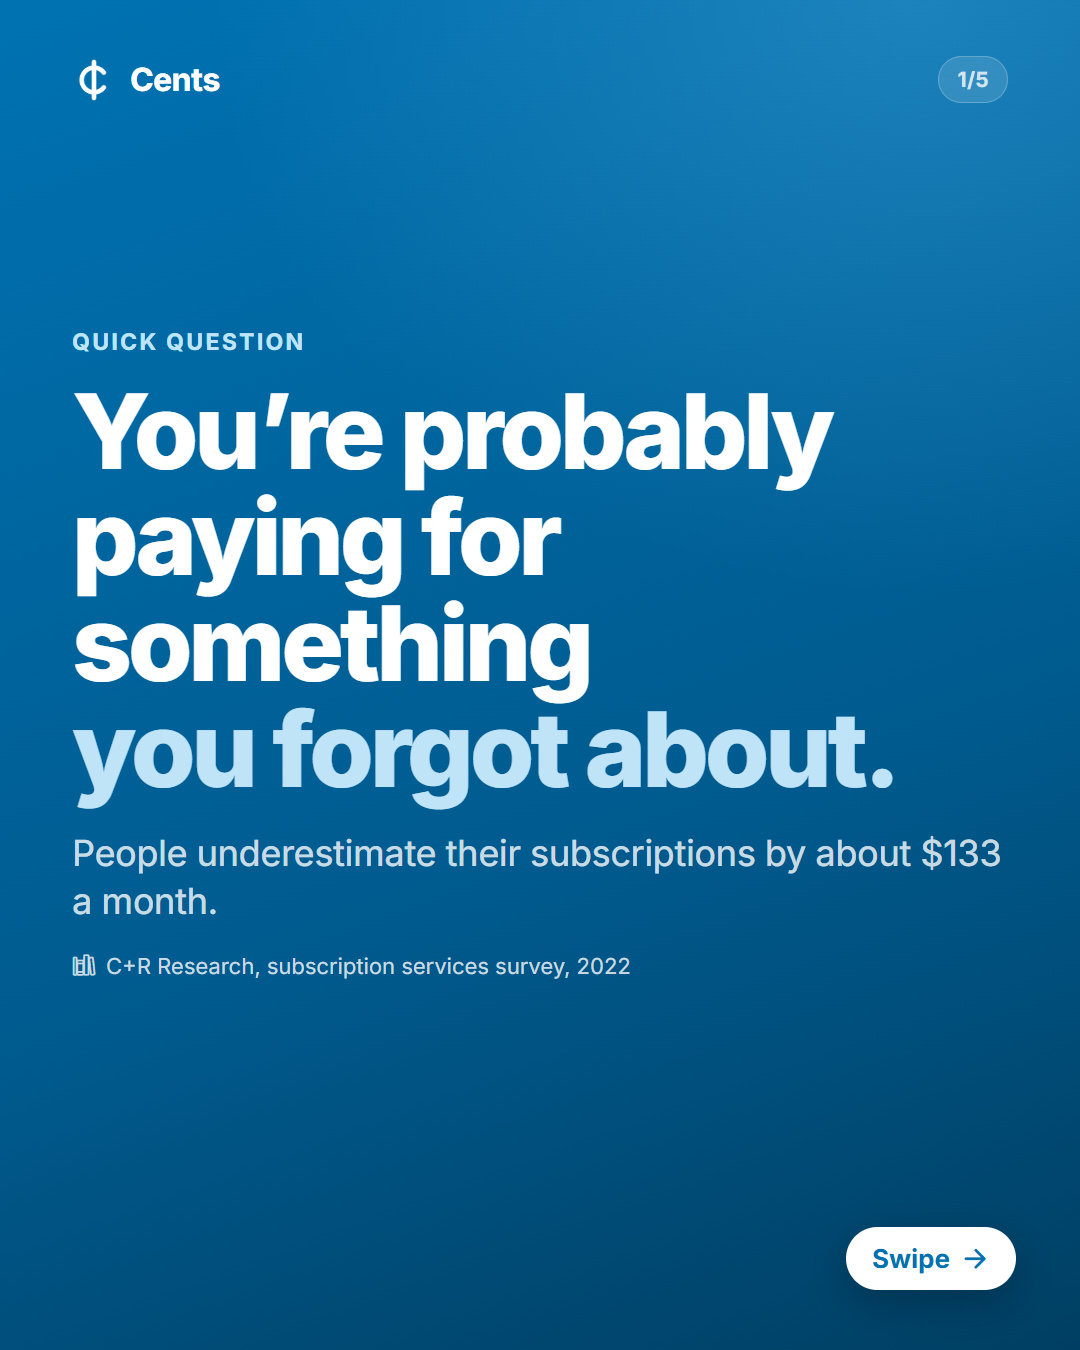 Cents
1/5
QUICK QUESTION
You’re probably
paying for
something
you forgot about.
People underestimate their subscriptions by about $133
a month.
C+R Research, subscription services survey, 2022
Swipe →